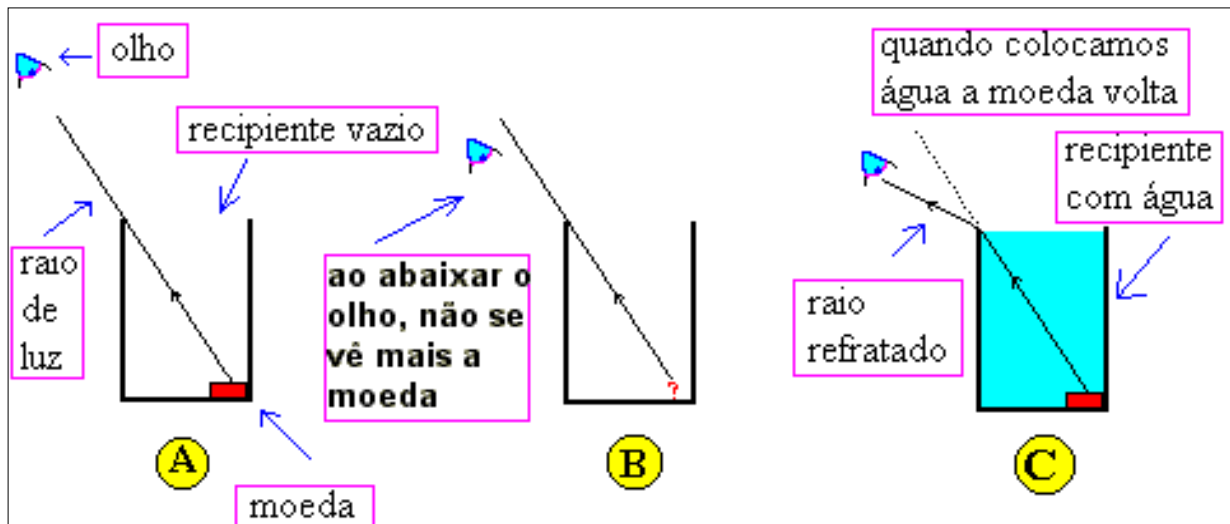 olho
recipiente vazio
raio
de
luz
moeda
A
ao abaixar o
olho, não se
vê mais a
moeda
?
B
quando colocamos
água a moeda volta
recipiente
com água
raio
refratado
C